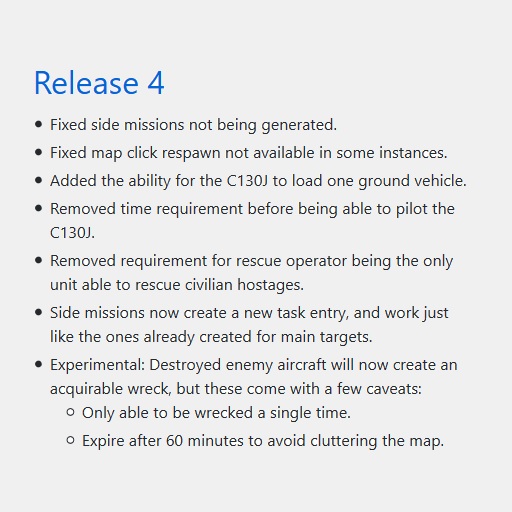 Release 4
Fixed side missions not being generated.
Fixed map click respawn not available in some instances.
Added the ability for the C130J to load one ground vehicle.
Removed time requirement before being able to pilot the
C130J.
Removed requirement for rescue operator being the only
unit able to rescue civilian hostages.
Side missions now create a new task entry, and work just
like the ones already created for main targets.
Experimental: Destroyed enemy aircraft will now create an
acquirable wreck, but these come with a few caveats:
Only able to be wrecked a single time.
Expire after 60 minutes to avoid cluttering the map.